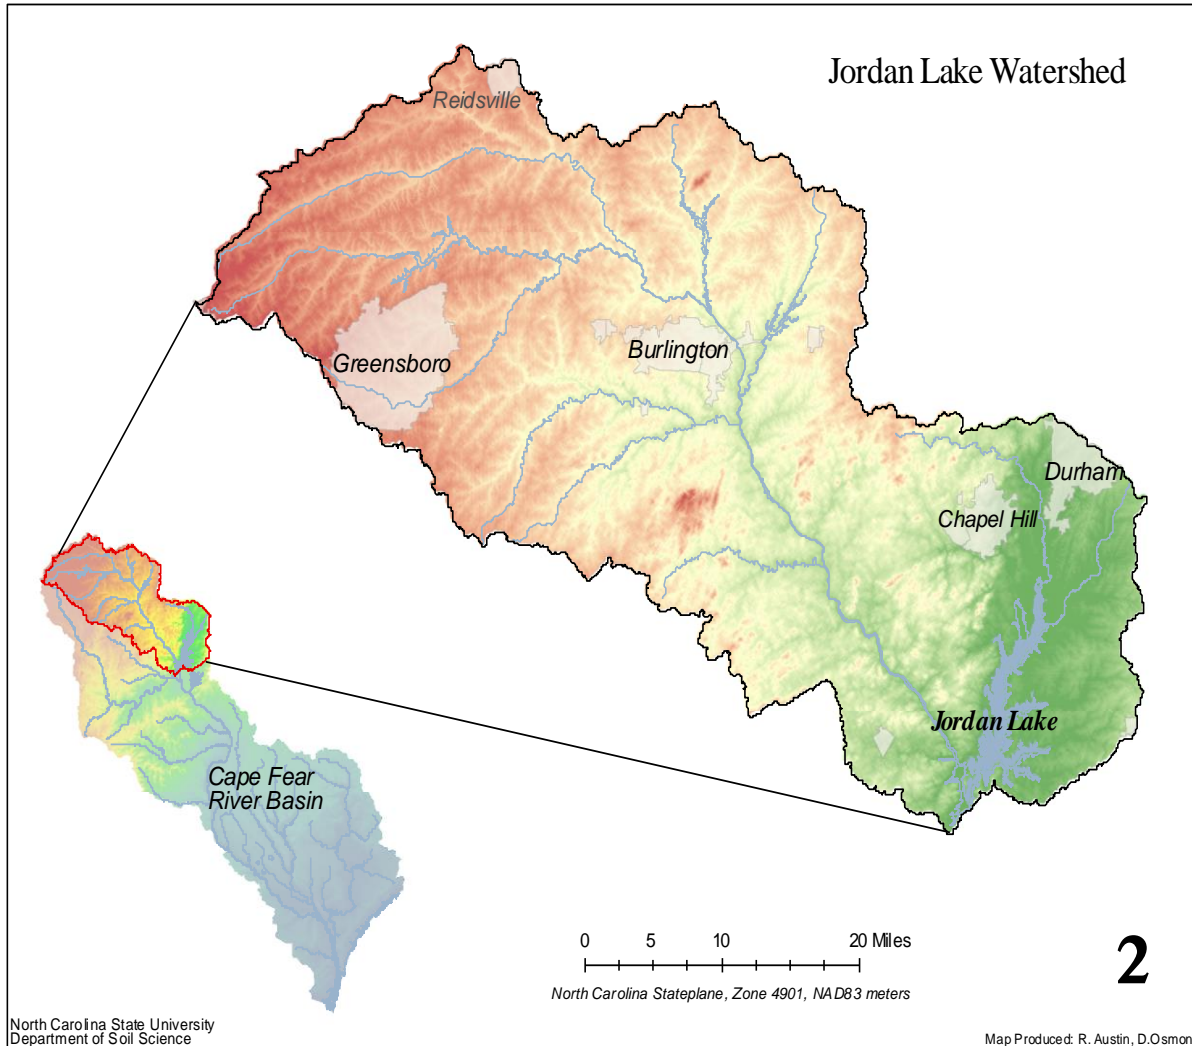 Jordan Lake Watershed
Reidsville
Greensboro
Burlington
Durham
Chapel Hill
Jordan Lake
Cape Fear
River Basin
0 5 10 20 Miles
North Carolina Stateplane, Zone 4901, NAD83 meters
2
North Carolina State University
Department of Soil Science
Map Produced: R. Austin, D.Osmon